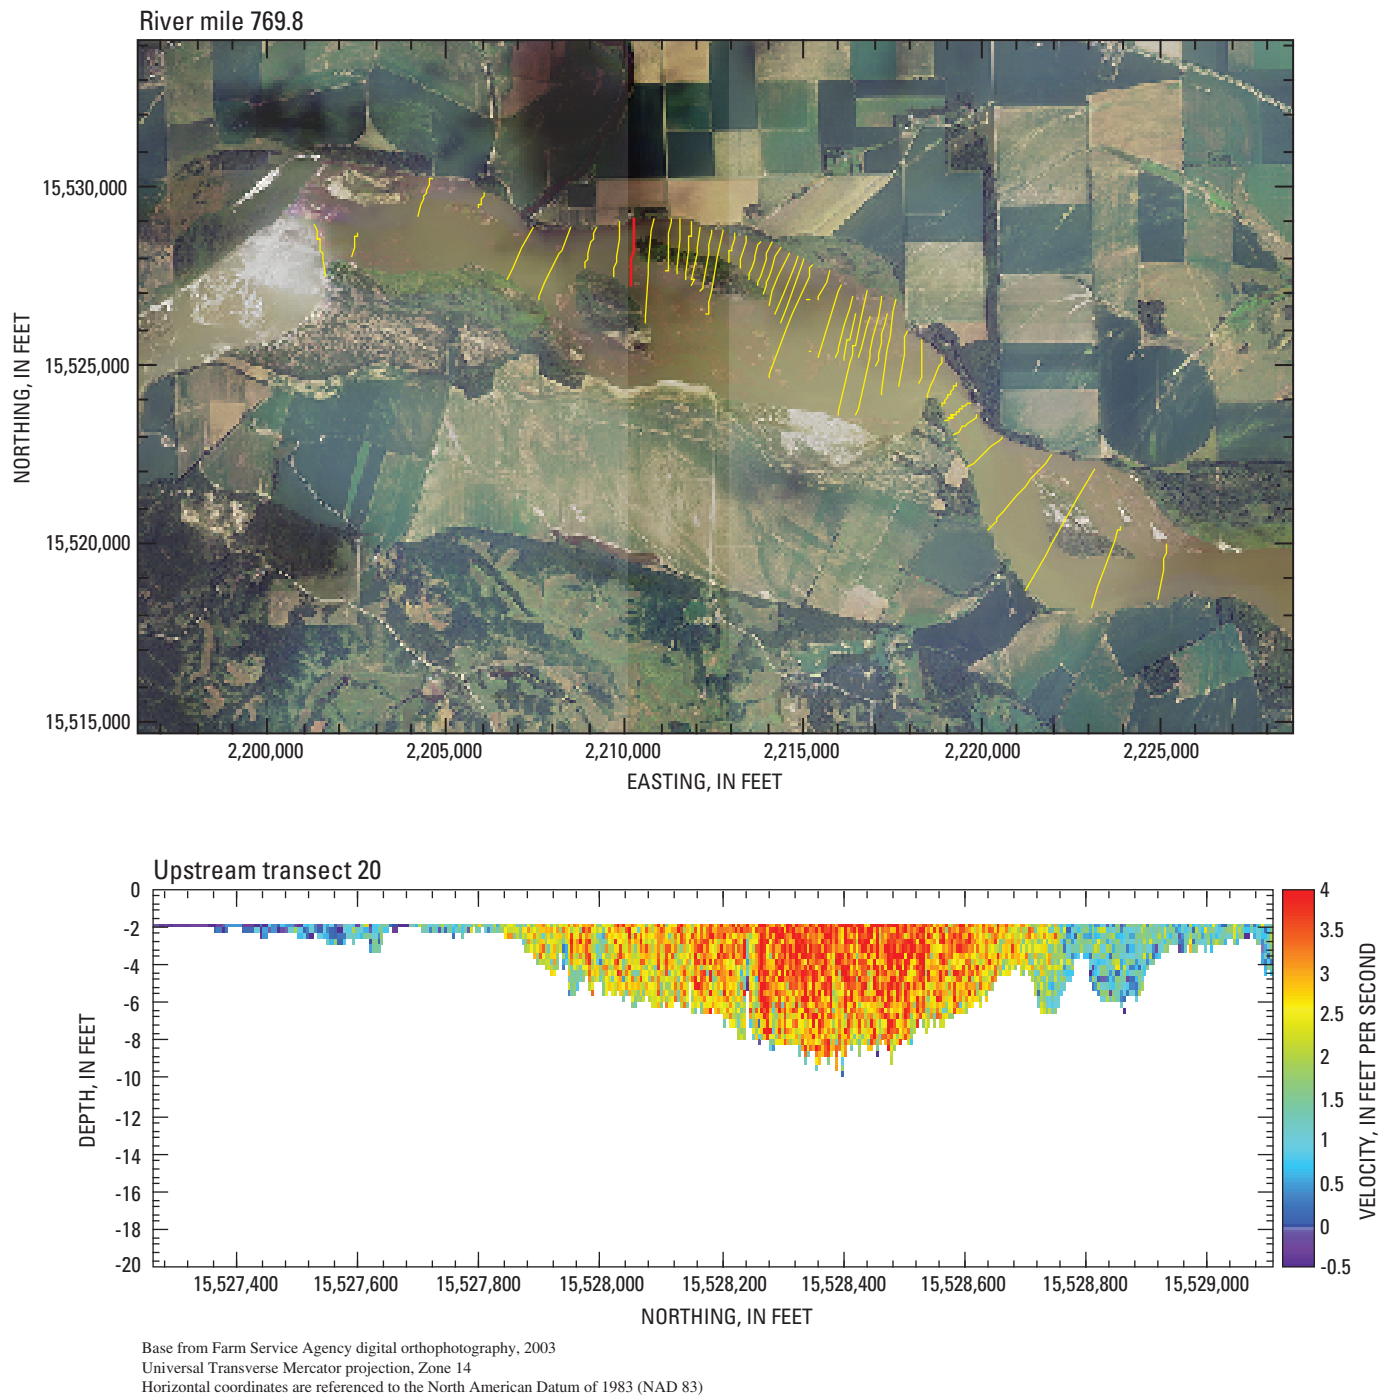 River mile 769.8
15,530,000
15,525,000
15,520,000
15,515,000
NORTHING, IN FEET
2,200,000 2,205,000 2,210,000 2,215,000 2,220,000 2,225,000
EASTING, IN FEET
Upstream transect 20
0
-2
-4
-6
-8
-10
-12
-14
-16
-18
-20
DEPTH, IN FEET
15,527,400 15,527,600 15,527,800 15,528,000 15,528,200 15,528,400 15,528,600 15,528,800 15,529,000
NORTHING, IN FEET
4
3.5
3
2.5
2
1.5
1
0.5
0
-0.5
VELOCITY, IN FEET PER SECOND
Base from Farm Service Agency digital orthophotography, 2003
Universal Transverse Mercator projection, Zone 14
Horizontal coordinates are referenced to the North American Datum of 1983 (NAD 83)